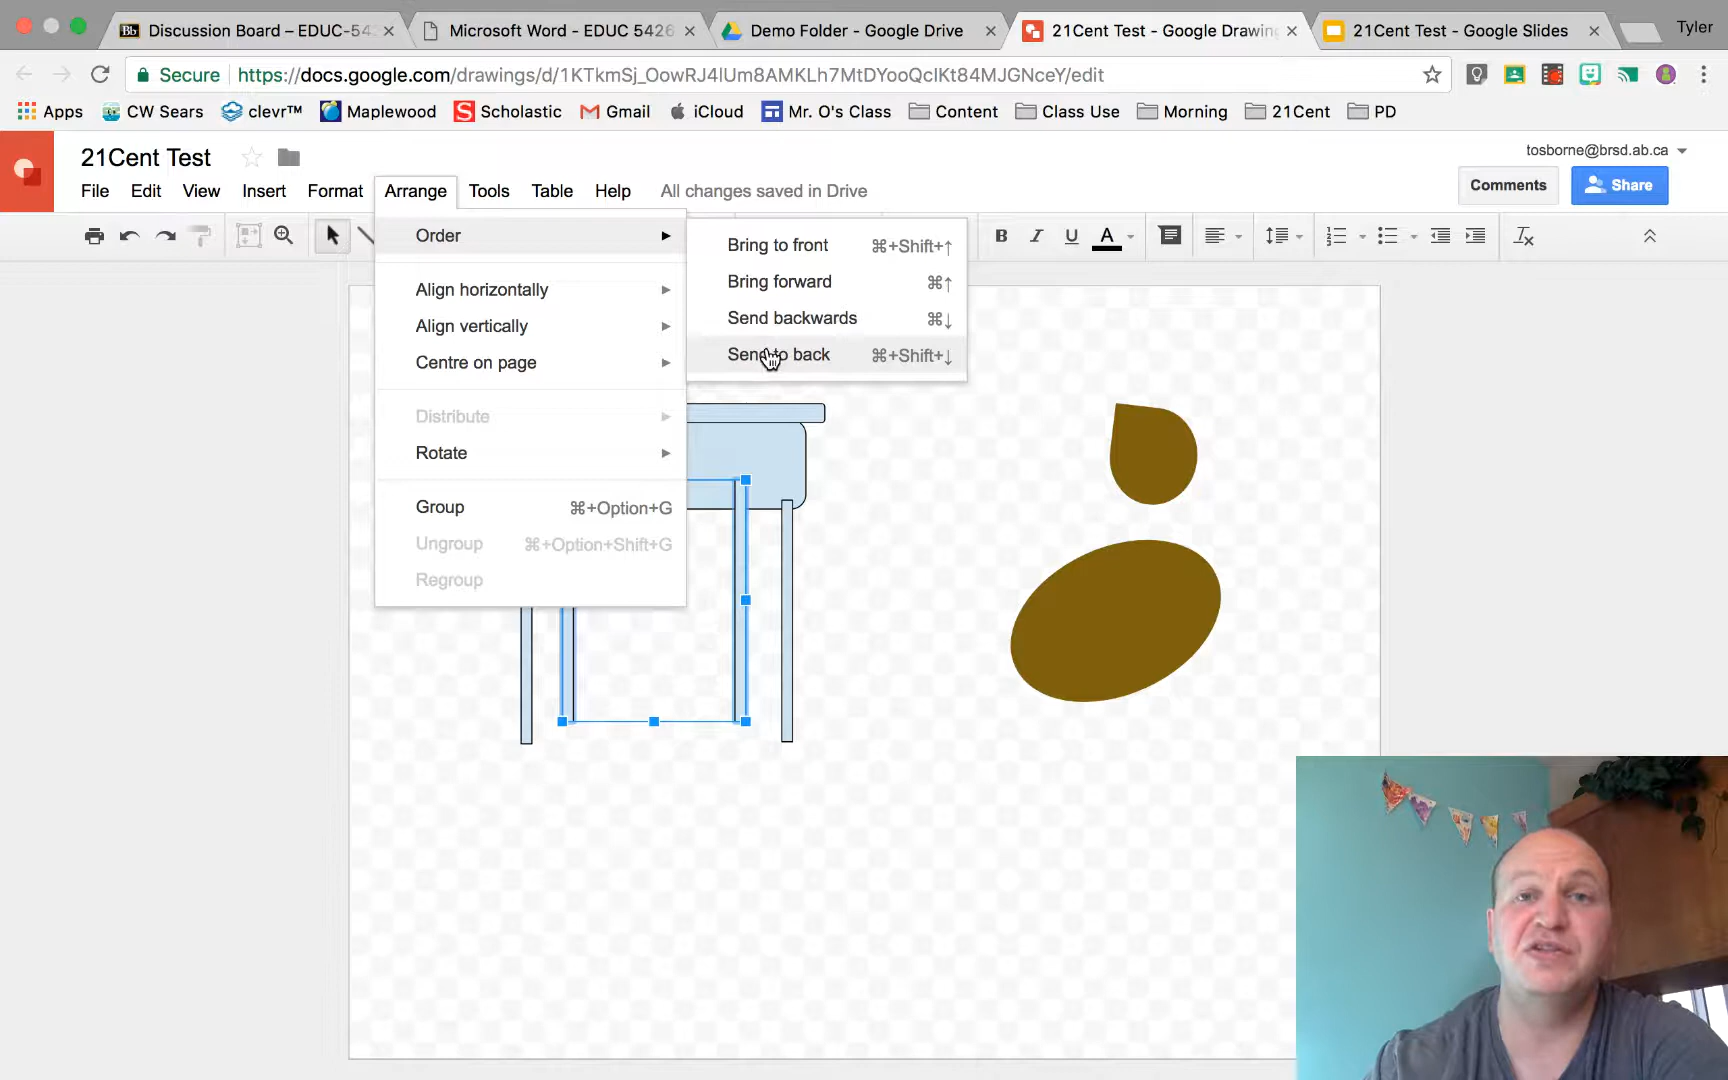 Discussion Board – EDUC-54
Microsoft Word - EDUC 5426
Demo Folder - Google Drive
21Cent Test - Google Drawing
21Cent Test - Google Slides
Tyler
Secure
https://docs.google.com/drawings/d/1KTkmSj_OowRJ4lUm8AMKLh7MtDYooQclKt84MJGNceY/edit
Apps
CW Sears
clevr™
Maplewood
Scholastic
Gmail
iCloud
Mr. O's Class
Content
Class Use
Morning
21Cent
PD
21Cent Test
tosborne@brsd.ab.ca
File Edit View Insert Format Arrange Tools Table Help All changes saved in Drive
Comments
Share
Order
Align horizontally
Align vertically
Centre on page
Distribute
Rotate
Group ⌘+Option+G
Ungroup ⌘+Option+Shift+G
Regroup
Bring to front ⌘+Shift+↑
Bring forward ⌘↑
Send backwards ⌘↓
Send to back ⌘+Shift+↓